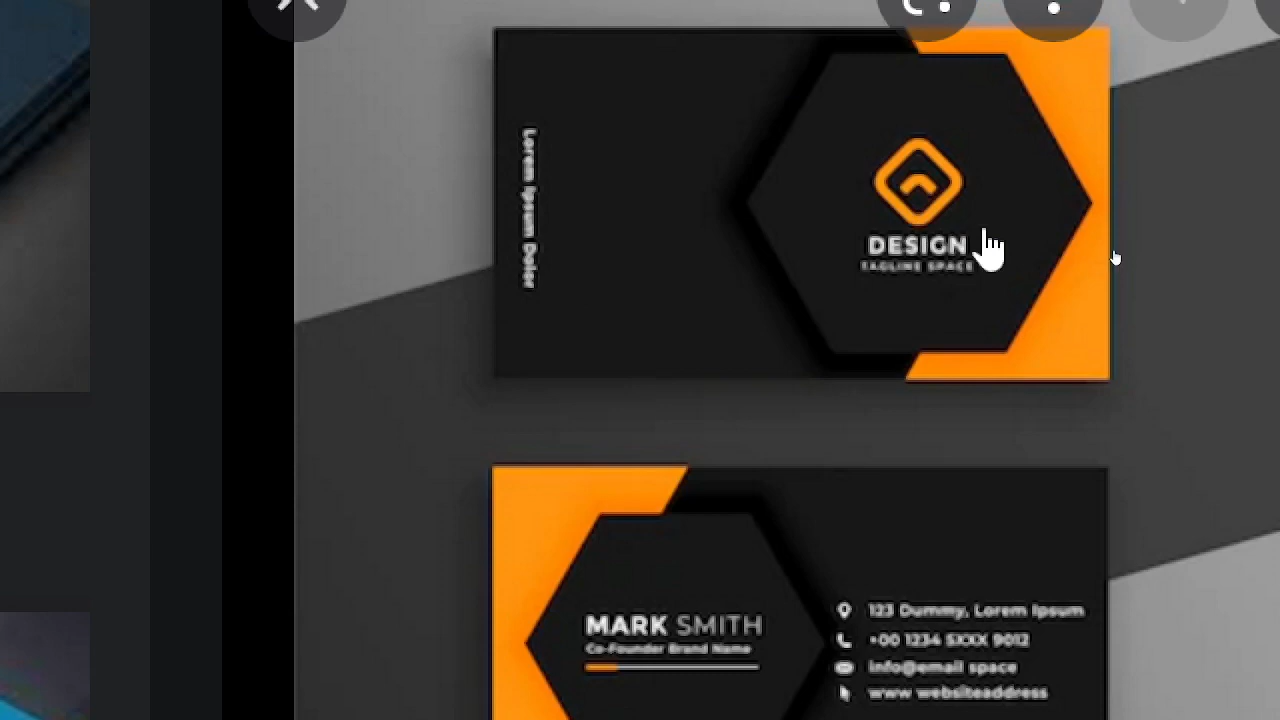 Lorem Ipsum Dolor
DESIGN
TAGLINE SPACE
MARK SMITH
Co-Founder Brand Name
123 Dummy, Lorem Ipsum
+00 1234 5XXX 9012
info@email space
www websiteaddress